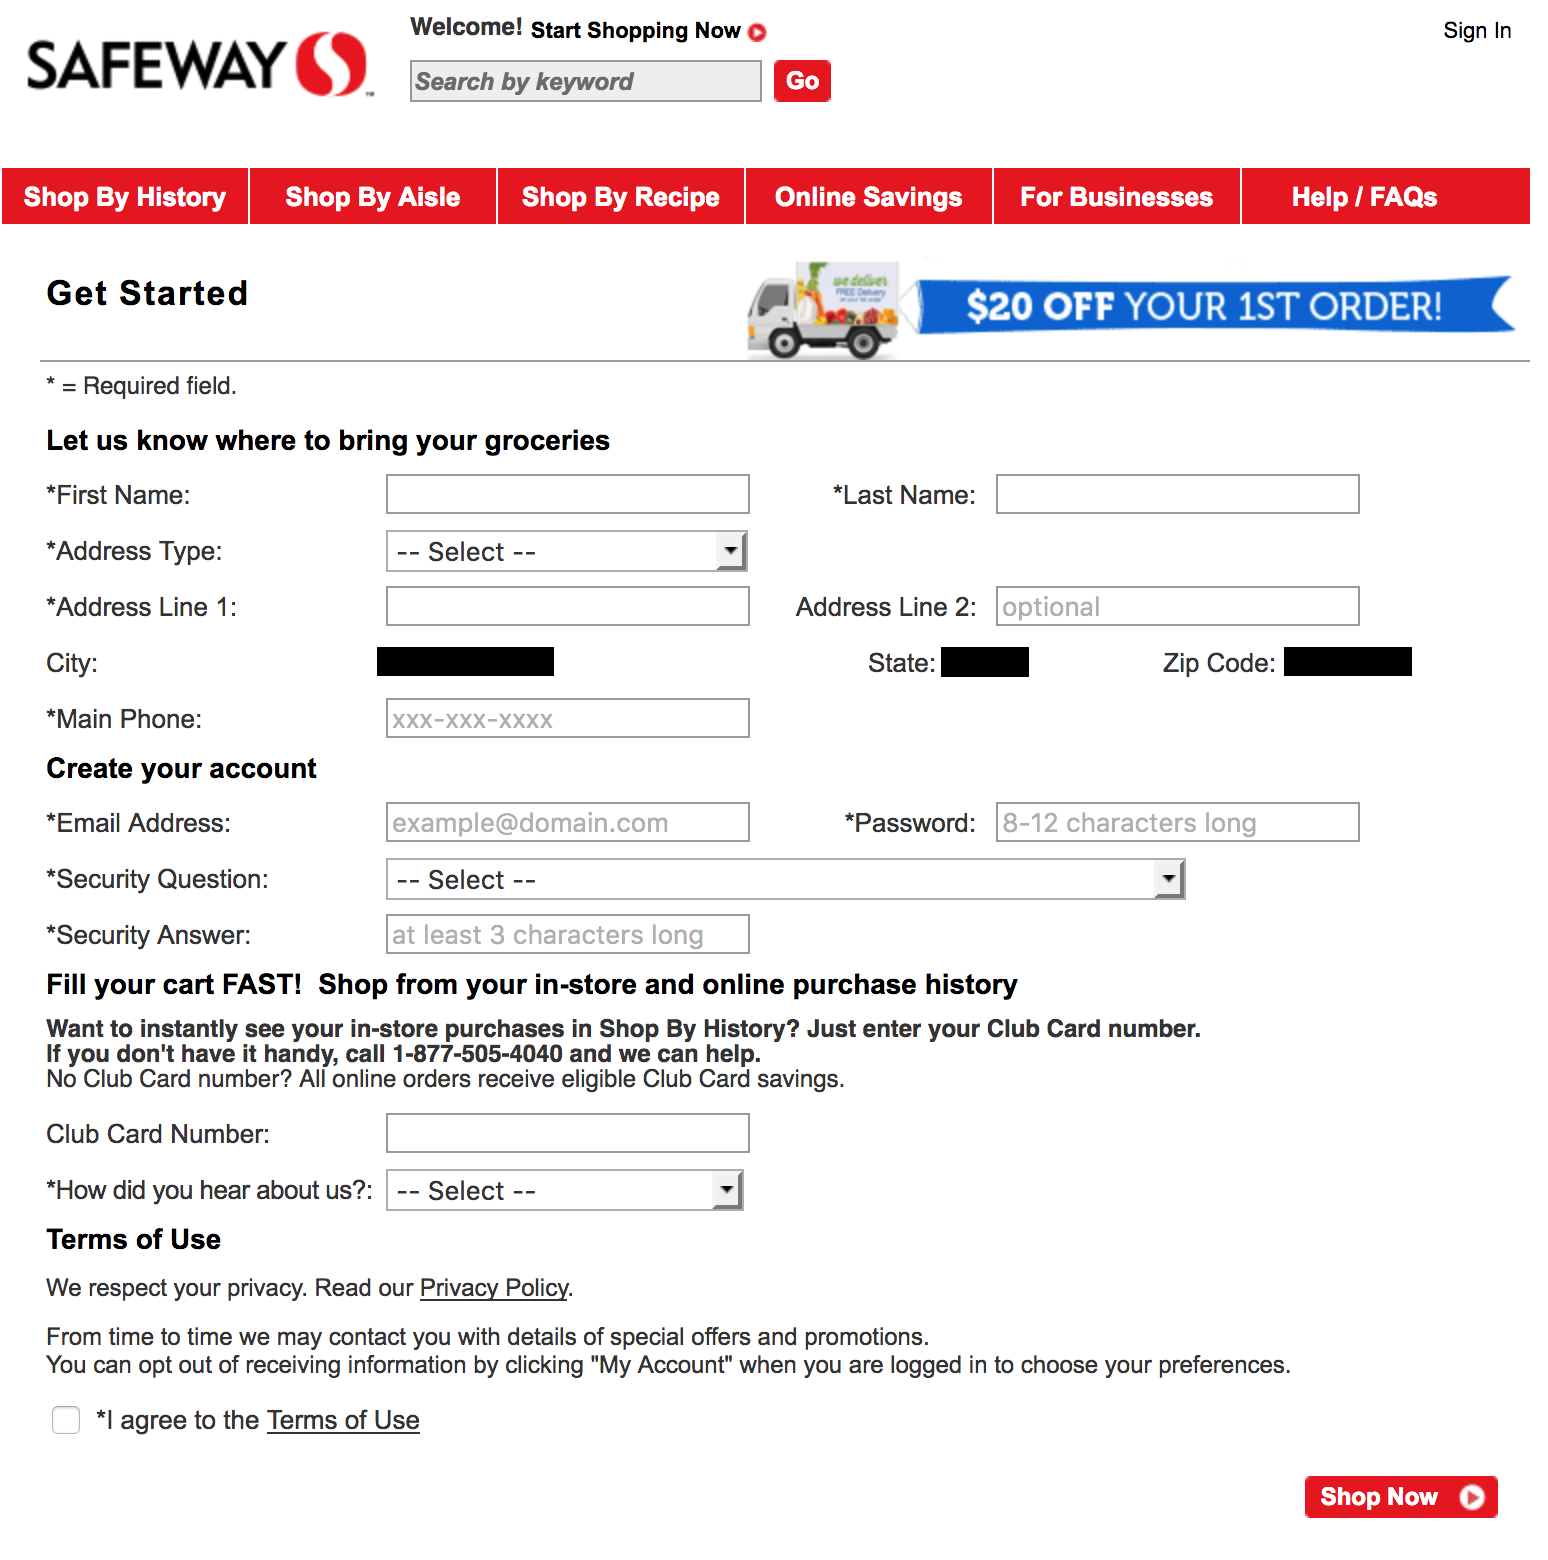 SAFEWAY
Welcome! Start Shopping Now
Sign In
Search by keyword
Go
Shop By History
Shop By Aisle
Shop By Recipe
Online Savings
For Businesses
Help / FAQs
Get Started
we deliver
FREE Delivery
on your 1st order
$20 OFF YOUR 1ST ORDER!
* = Required field.
Let us know where to bring your groceries
*First Name:
*Last Name:
*Address Type: -- Select --
*Address Line 1:
Address Line 2: optional
City:
State:
Zip Code:
*Main Phone: xxx-xxx-xxxx
Create your account
*Email Address: example@domain.com
*Password: 8-12 characters long
*Security Question: -- Select --
*Security Answer: at least 3 characters long
Fill your cart FAST!  Shop from your in-store and online purchase history
Want to instantly see your in-store purchases in Shop By History? Just enter your Club Card number.
If you don't have it handy, call 1-877-505-4040 and we can help.
No Club Card number? All online orders receive eligible Club Card savings.
Club Card Number:
*How did you hear about us?: -- Select --
Terms of Use
We respect your privacy. Read our Privacy Policy.
From time to time we may contact you with details of special offers and promotions.
You can opt out of receiving information by clicking "My Account" when you are logged in to choose your preferences.
*I agree to the Terms of Use
Shop Now